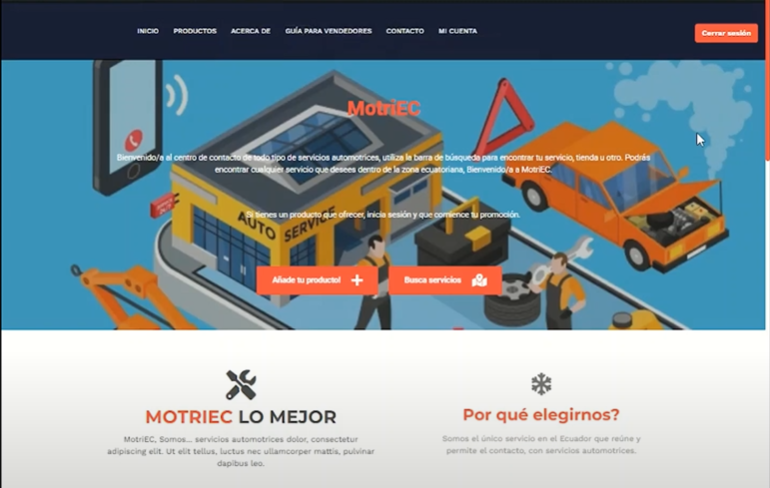 INICIO PRODUCTOS ACERCA DE GUÍA PARA VENDEDORES CONTACTO MI CUENTA Cerrar sesión
MotriEC
Bienvenido/a al centro de contacto de todo tipo de servicios automotrices, utiliza la barra de búsqueda para encontrar tu servicio, tienda u otro. Podrás
encontrar cualquier servicio que desees dentro de la zona ecuatoriana, Bienvenido/a a MotriEC.
AUTO SERVICE
Si tienes un producto que ofrecer, inicia sesión y que comience tu promoción.
Añade tu producto! Busca servicios
MOTRIEC LO MEJOR
MotriEC, Somos... servicios automotrices dolor, consectetur
adipiscing elit. Ut elit tellus, luctus nec ullamcorper mattis, pulvinar
dapibus leo.
Por qué elegirnos?
Somos el único servicio en el Ecuador que reúne y
permite el contacto, con servicios automotrices.